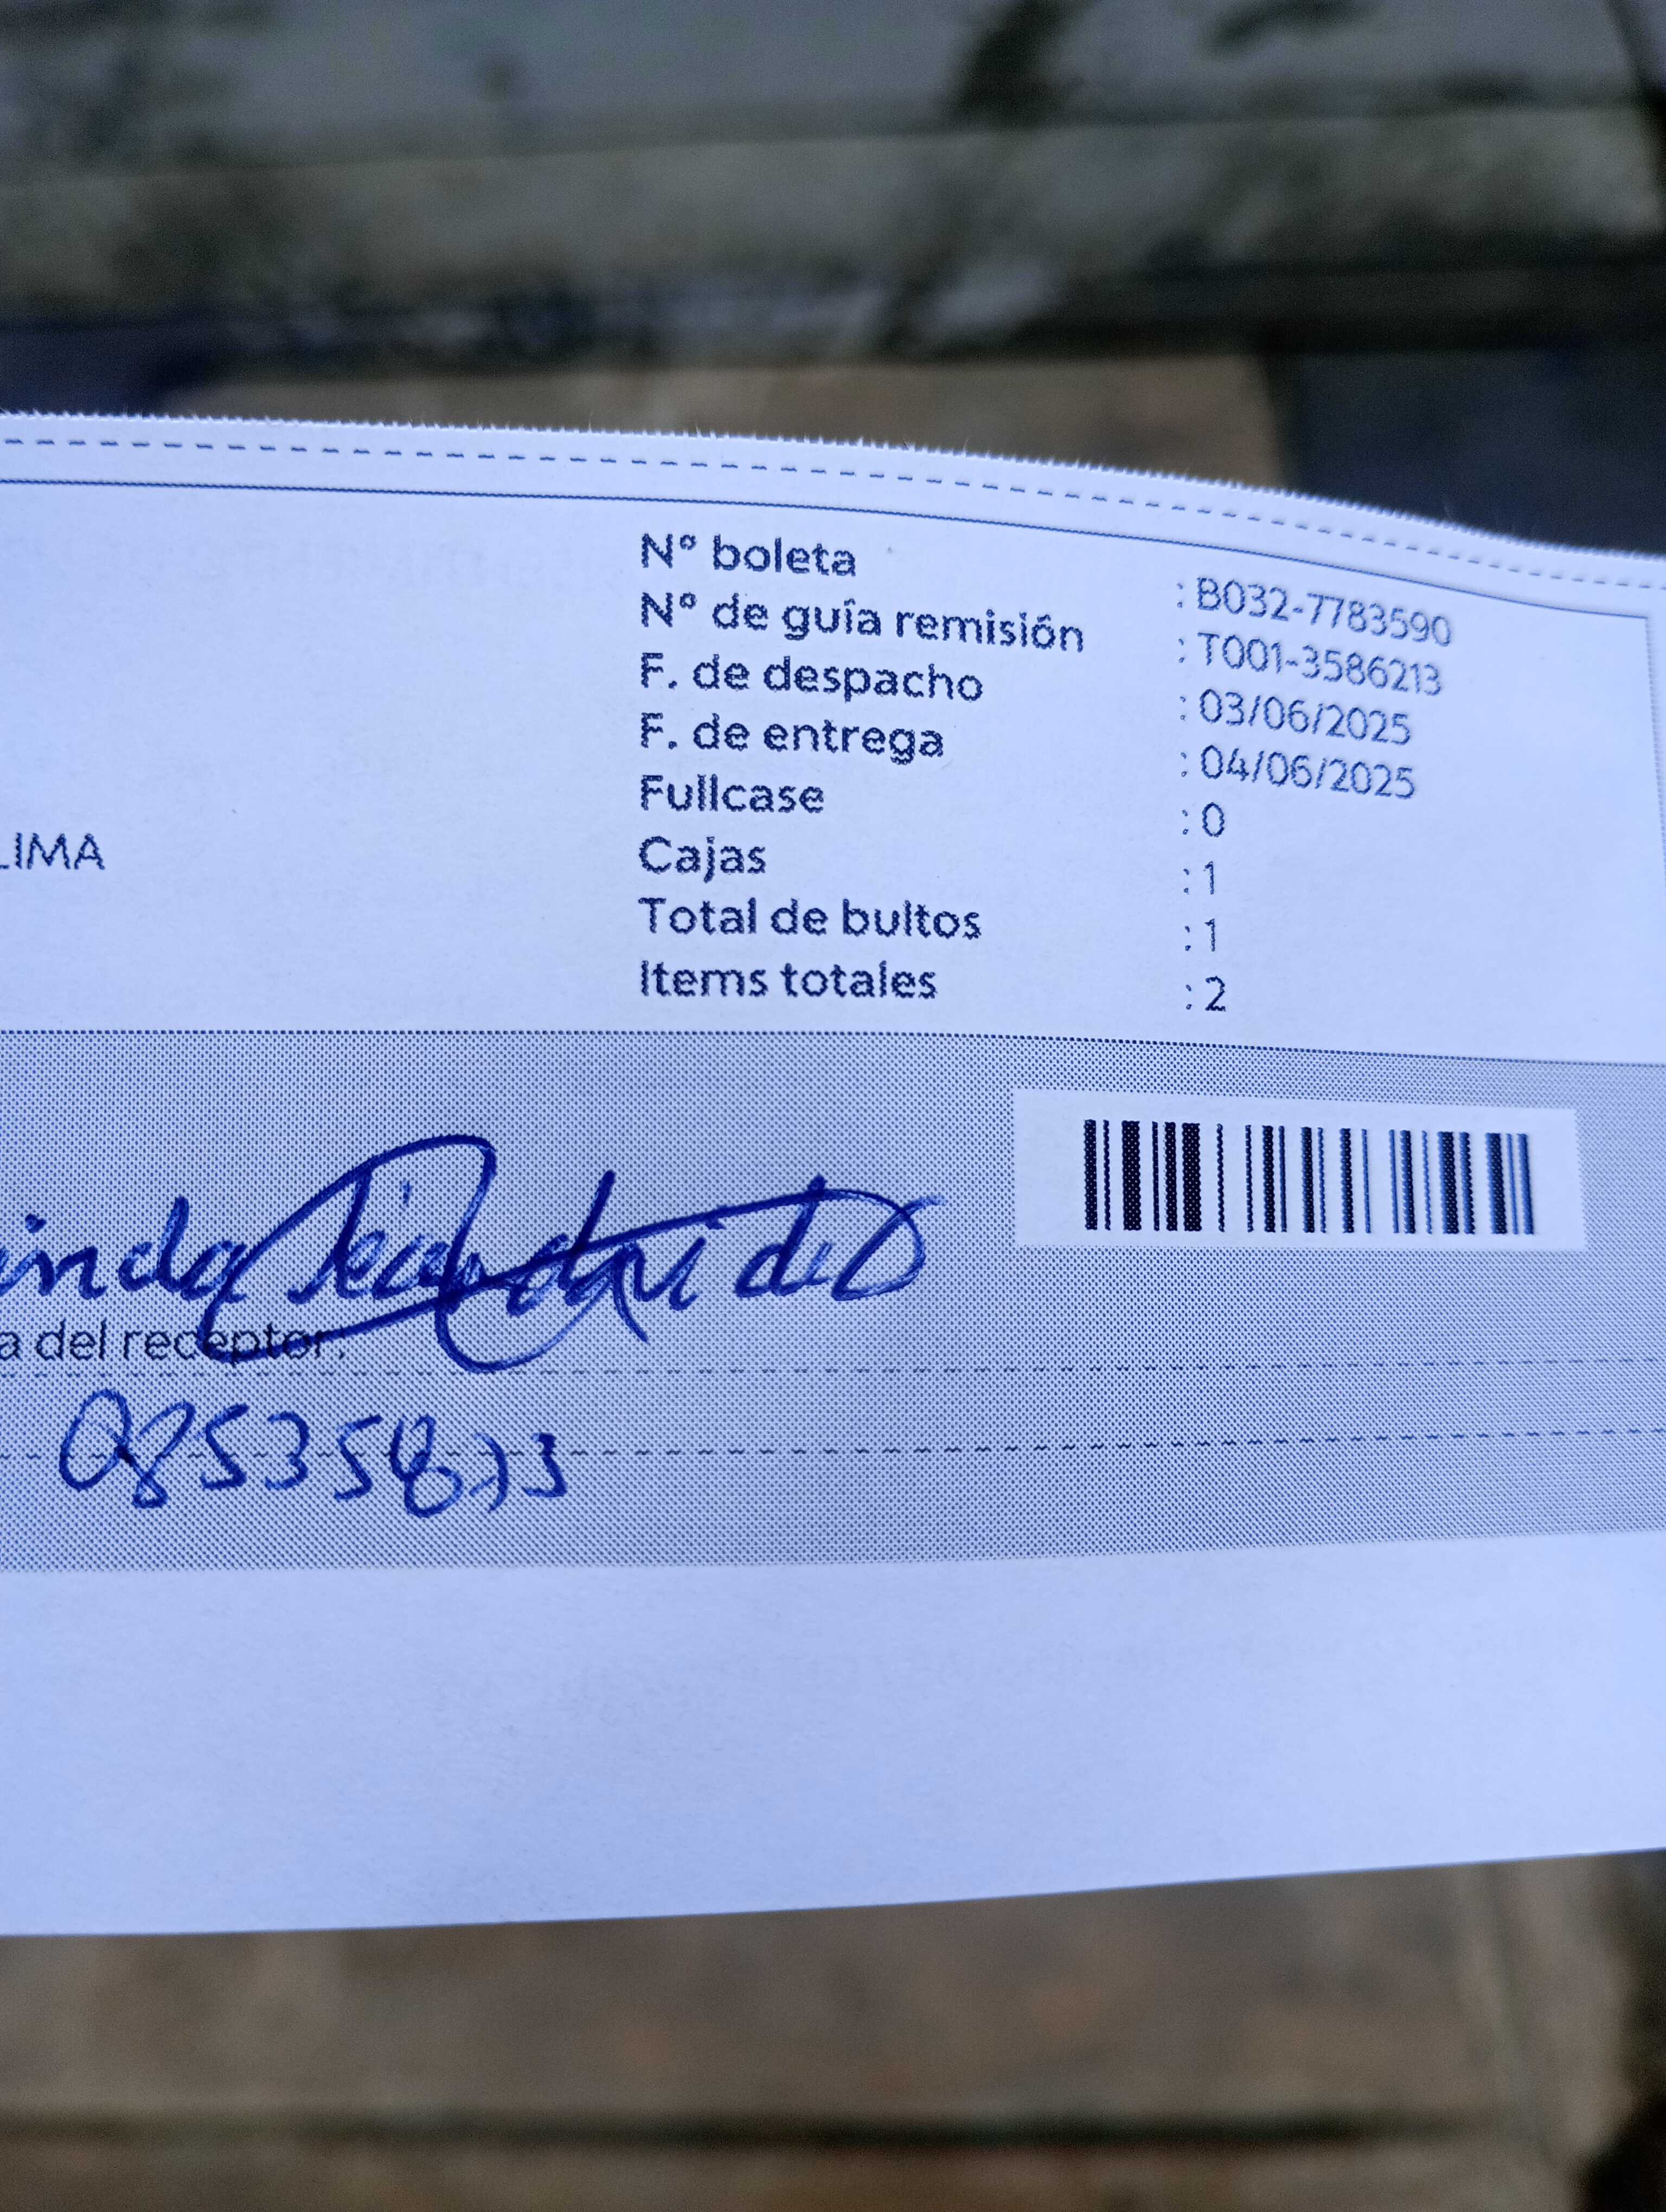 N° boleta : B032-7783590
N° de guía remisión : T001-3586213
F. de despacho : 03/06/2025
F. de entrega : 04/06/2025
Fullcase : 0
LIMA
Cajas : 1
Total de bultos : 1
Items totales : 2
a del receptor: